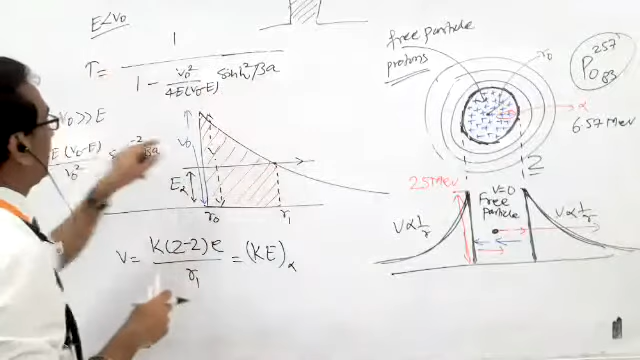 E<V₀
T = 1 / (1 - V₀²/4E(V₀-E) sinh²βa)
V₀>>E
E(V₀-E)/V₀²
-2βa
V₀
Eα
r₀ r₁
V = K(Z-2)e / r₁ = (KE)α
free particle
protons
r₀
Po 257 83
α
6.57 MeV
Z
25 MeV
V=0
Free
particle
V∝1/r
V∝1/r